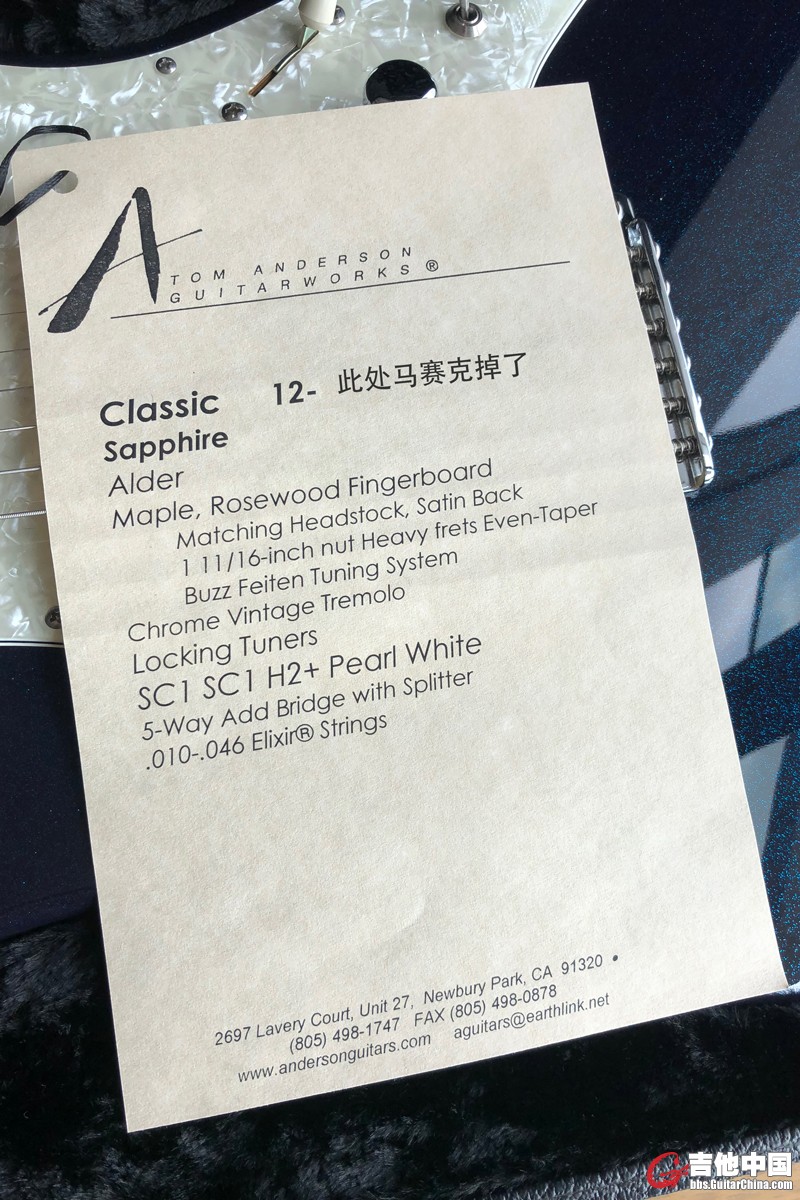 A
TOM ANDERSON
GUITARWORKS ®
Classic 12- 此处马赛克掉了
Sapphire
Alder
Maple, Rosewood Fingerboard
Matching Headstock, Satin Back
1 11/16-inch nut Heavy frets Even-Taper
Buzz Feiten Tuning System
Chrome Vintage Tremolo
Locking Tuners
SC1 SC1 H2+ Pearl White
5-Way Add Bridge with Splitter
.010-.046 Elixir® Strings
2697 Lavery Court, Unit 27, Newbury Park, CA 91320 •
(805) 498-1747 FAX (805) 498-0878
www.andersonguitars.com aguitars@earthlink.net
吉他中国
bbs.GuitarChina.com